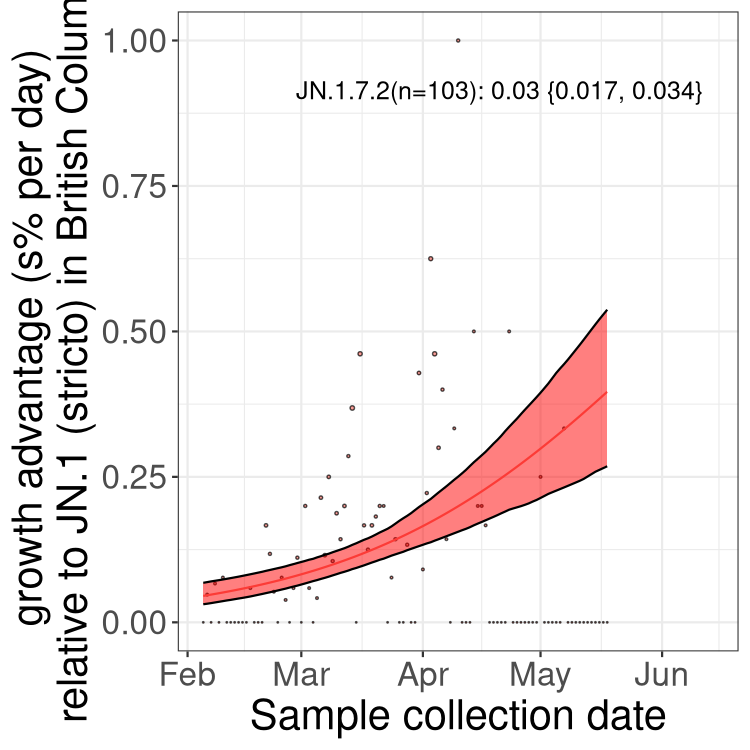 growth advantage (s% per day)
relative to JN.1 (stricto) in British Colum
1.00
0.75
0.50
0.25
0.00
JN.1.7.2(n=103): 0.03 {0.017, 0.034}
Feb Mar Apr May Jun
Sample collection date